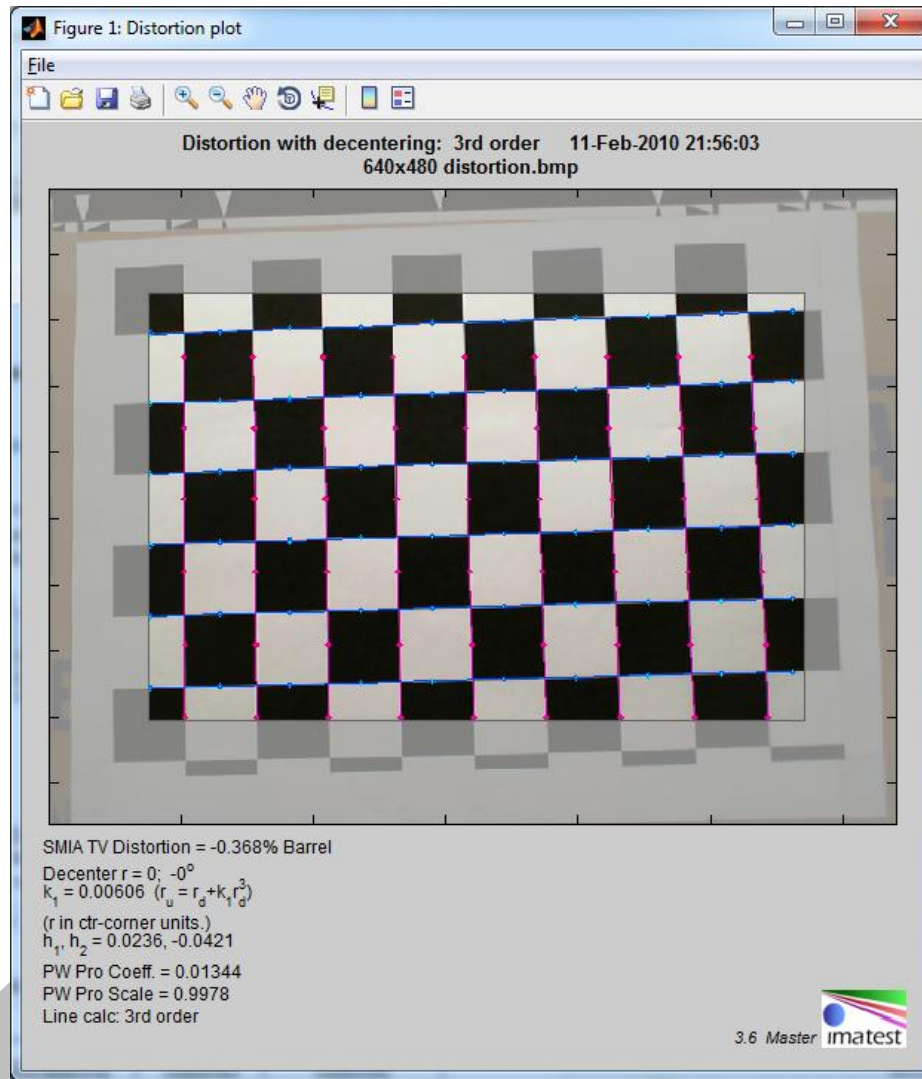 Figure 1: Distortion plot
File
Distortion with decentering: 3rd order 11-Feb-2010 21:56:03
640x480 distortion.bmp
SMIA TV Distortion = -0.368% Barrel
Decenter r = 0; -0°
k₁ = 0.00606 (rᵤ = r_d+k₁r_d³)
(r in ctr-corner units.)
h₁, h₂ = 0.0236, -0.0421
PW Pro Coeff. = 0.01344
PW Pro Scale = 0.9978
Line calc: 3rd order
3.6 Master imatest